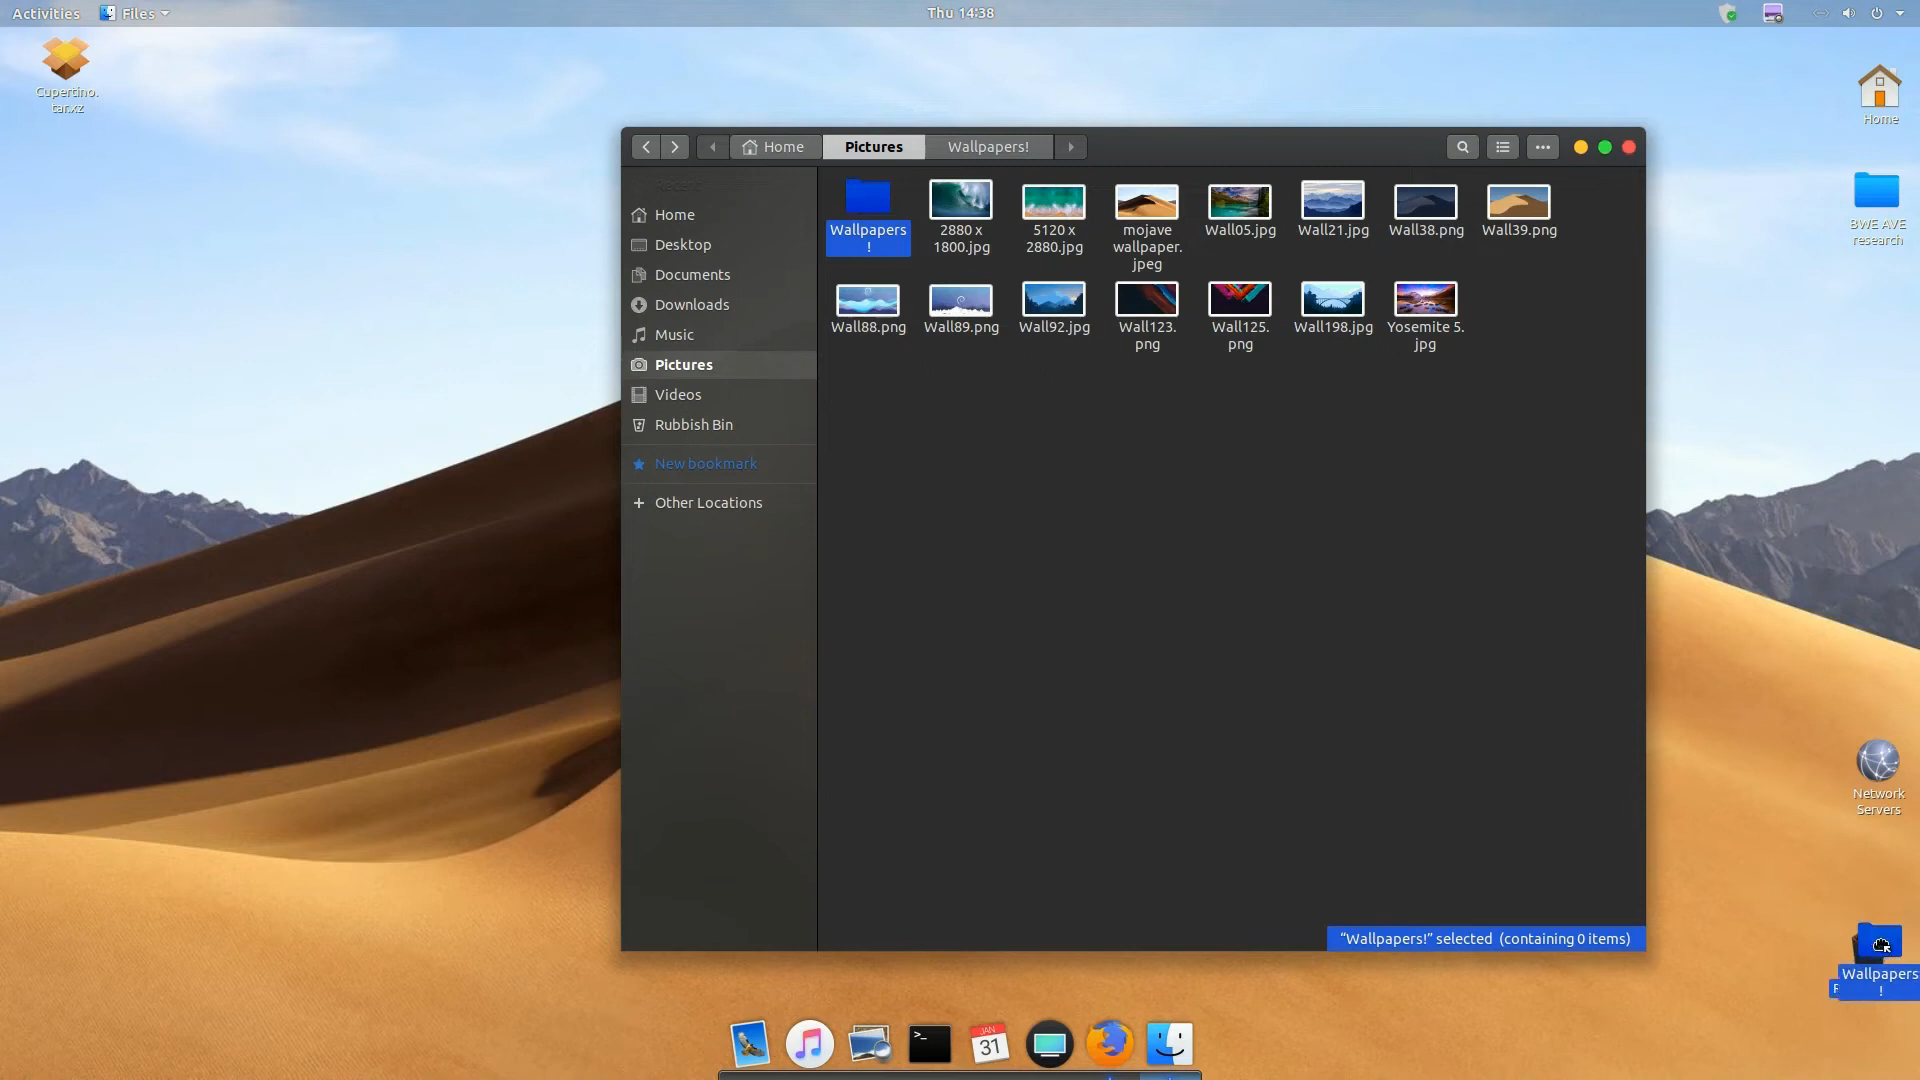 Activities Files Thu 14:38
Cupertino.
tar.xz
Home
BWE AVE
research
Network
Servers
Wallpapers
!
Home Pictures Wallpapers!
Recent
Home
Desktop
Documents
Downloads
Music
Pictures
Videos
Rubbish Bin
New bookmark
Other Locations
Wallpapers
!
2880 x
1800.jpg
5120 x
2880.jpg
mojave
wallpaper.
jpeg
Wall05.jpg
Wall21.jpg
Wall38.png
Wall39.png
Wall88.png
Wall89.png
Wall92.jpg
Wall123.
png
Wall125.
png
Wall198.jpg
Yosemite 5.
jpg
“Wallpapers!” selected (containing 0 items)
>_
JAN
31